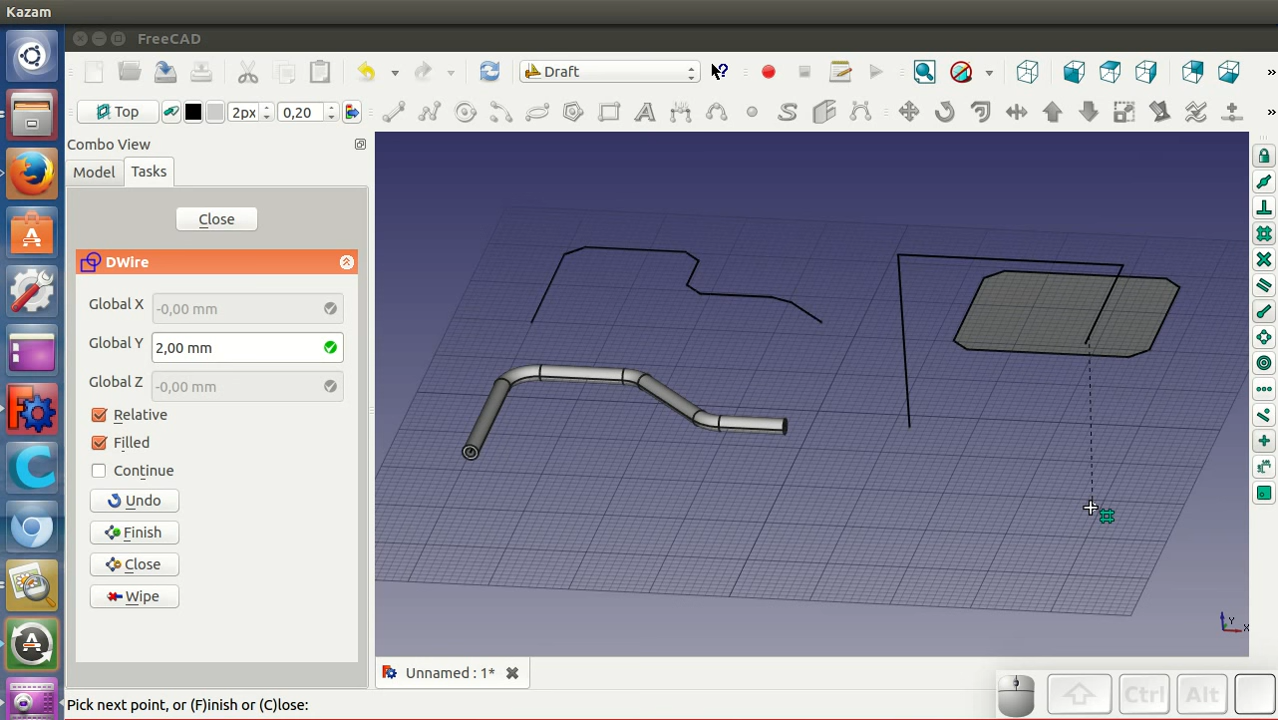 Kazam
FreeCAD
Draft
Top
2px
0,20
Combo View
Model
Tasks
Close
DWire
Global X
-0,00 mm
Global Y
2,00 mm
Global Z
-0,00 mm
Relative
Filled
Continue
Undo
Finish
Close
Wipe
Y
X
Unnamed : 1*
Pick next point, or (F)inish or (C)lose:
Ctrl
Alt